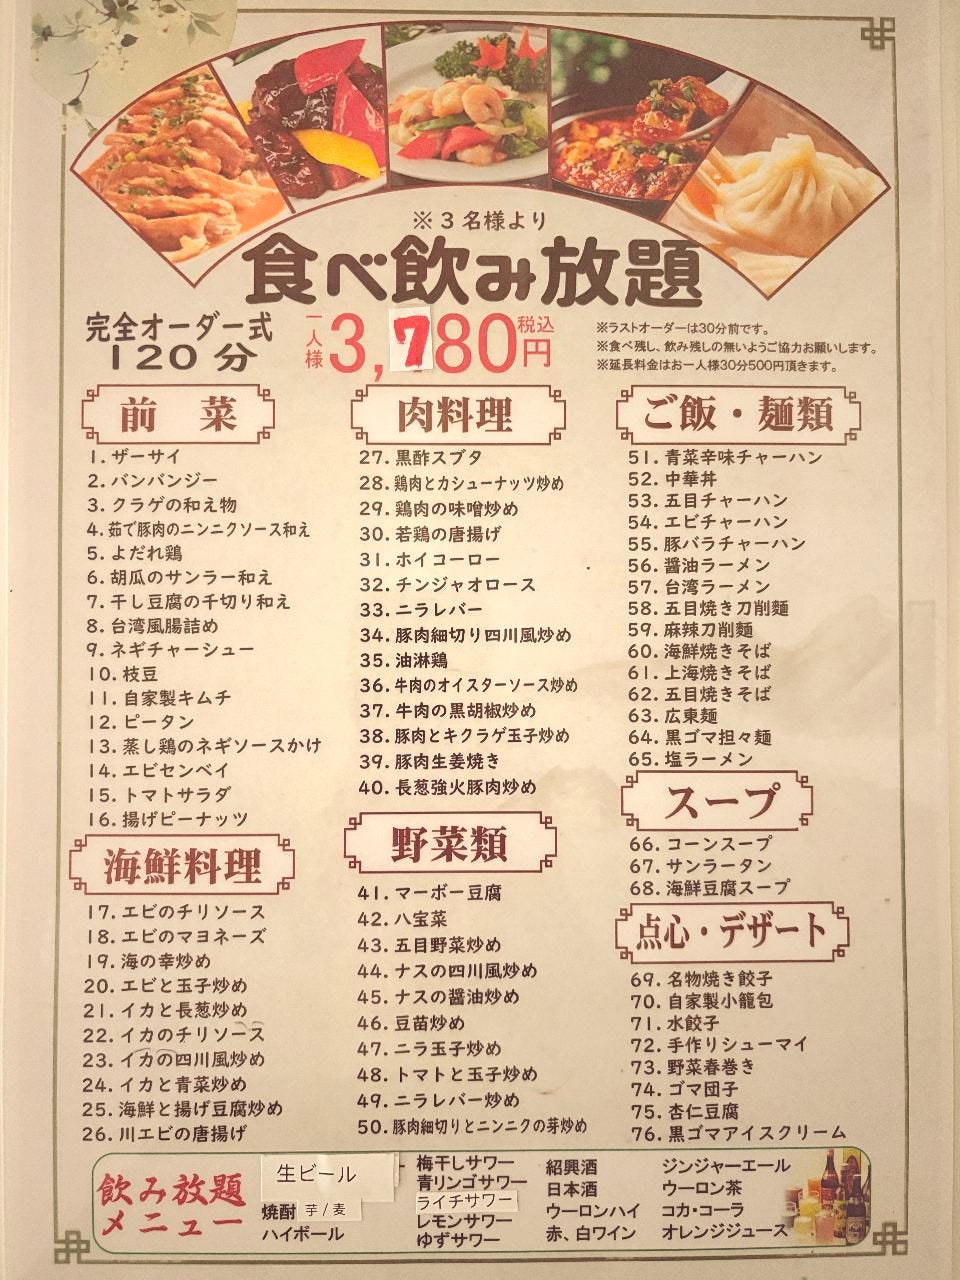 ※3名様より
食べ飲み放題
完全オーダー式
120分
一人様
3,780円
税込
※ラストオーダーは30分前です。
※食べ残し、飲み残しの無いようご協力お願いします。
※延長料金はお一人様30分500円頂きます。
前 菜
1. ザーサイ
2. バンバンジー
3. クラゲの和え物
4. 茹で豚肉のニンニクソース和え
5. よだれ鶏
6. 胡瓜のサンラー和え
7. 干し豆腐の千切り和え
8. 台湾風腸詰め
9. ネギチャーシュー
10. 枝豆
11. 自家製キムチ
12. ピータン
13. 蒸し鶏のネギソースかけ
14. エビセンベイ
15. トマトサラダ
16. 揚げピーナッツ
海鮮料理
17. エビのチリソース
18. エビのマヨネーズ
19. 海の幸炒め
20. エビと玉子炒め
21. イカと長葱炒め
22. イカのチリソース
23. イカの四川風炒め
24. イカと青菜炒め
25. 海鮮と揚げ豆腐炒め
26. 川エビの唐揚げ
肉料理
27. 黒酢スブタ
28. 鶏肉とカシューナッツ炒め
29. 鶏肉の味噌炒め
30. 若鶏の唐揚げ
31. ホイコーロー
32. チンジャオロース
33. ニラレバー
34. 豚肉細切り四川風炒め
35. 油淋鶏
36. 牛肉のオイスターソース炒め
37. 牛肉の黒胡椒炒め
38. 豚肉とキクラゲ玉子炒め
39. 豚肉生姜焼き
40. 長葱強火豚肉炒め
野菜類
41. マーボー豆腐
42. 八宝菜
43. 五目野菜炒め
44. ナスの四川風炒め
45. ナスの醤油炒め
46. 豆苗炒め
47. ニラ玉子炒め
48. トマトと玉子炒め
49. ニラレバー炒め
50. 豚肉細切りとニンニクの芽炒め
ご飯・麺類
51. 青菜辛味チャーハン
52. 中華丼
53. 五目チャーハン
54. エビチャーハン
55. 豚バラチャーハン
56. 醤油ラーメン
57. 台湾ラーメン
58. 五目焼き刀削麺
59. 麻辣刀削麺
60. 海鮮焼きそば
61. 上海焼きそば
62. 五目焼きそば
63. 広東麺
64. 黒ゴマ担々麺
65. 塩ラーメン
スープ
66. コーンスープ
67. サンラータン
68. 海鮮豆腐スープ
点心・デザート
69. 名物焼き餃子
70. 自家製小籠包
71. 水餃子
72. 手作りシューマイ
73. 野菜春巻き
74. ゴマ団子
75. 杏仁豆腐
76. 黒ゴマアイスクリーム
飲み放題
メニュー
生ビール
焼酎 芋/麦
ハイボール
梅干しサワー
青リンゴサワー
ライチサワー
レモンサワー
ゆずサワー
紹興酒
日本酒
ウーロンハイ
赤、白ワイン
ジンジャーエール
ウーロン茶
コカ・コーラ
オレンジジュース